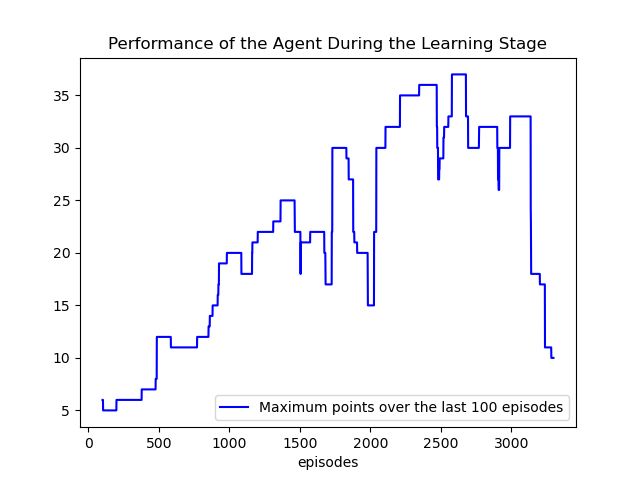 Performance of the Agent During the Learning Stage
35
30
25
20
15
10
5
Maximum points over the last 100 episodes
0 500 1000 1500 2000 2500 3000
episodes